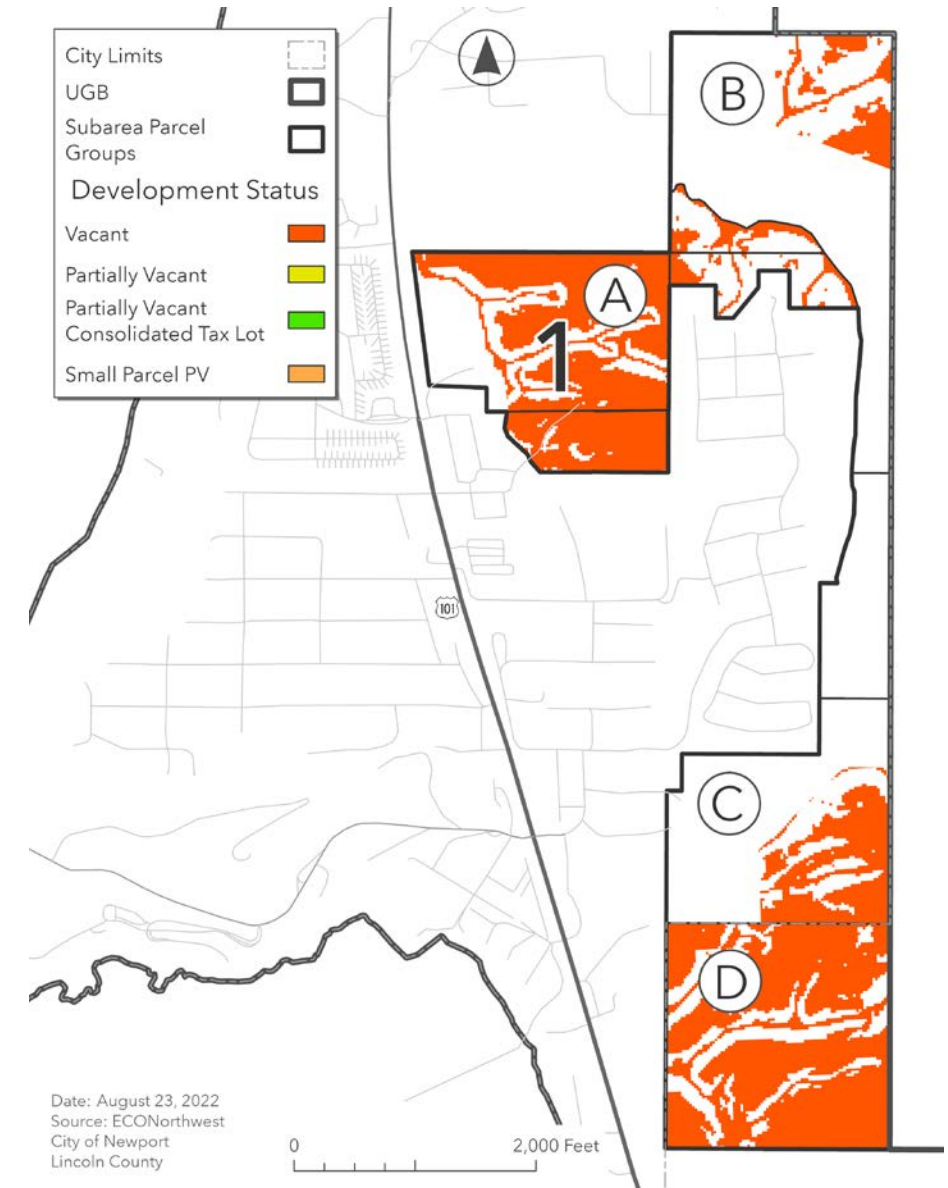 City Limits
UGB
Subarea Parcel
Groups
Development Status
Vacant
Partially Vacant
Partially Vacant
Consolidated Tax Lot
Small Parcel PV
B
A
1
101
C
D
Date: August 23, 2022
Source: ECONorthwest
City of Newport
Lincoln County
0
2,000 Feet